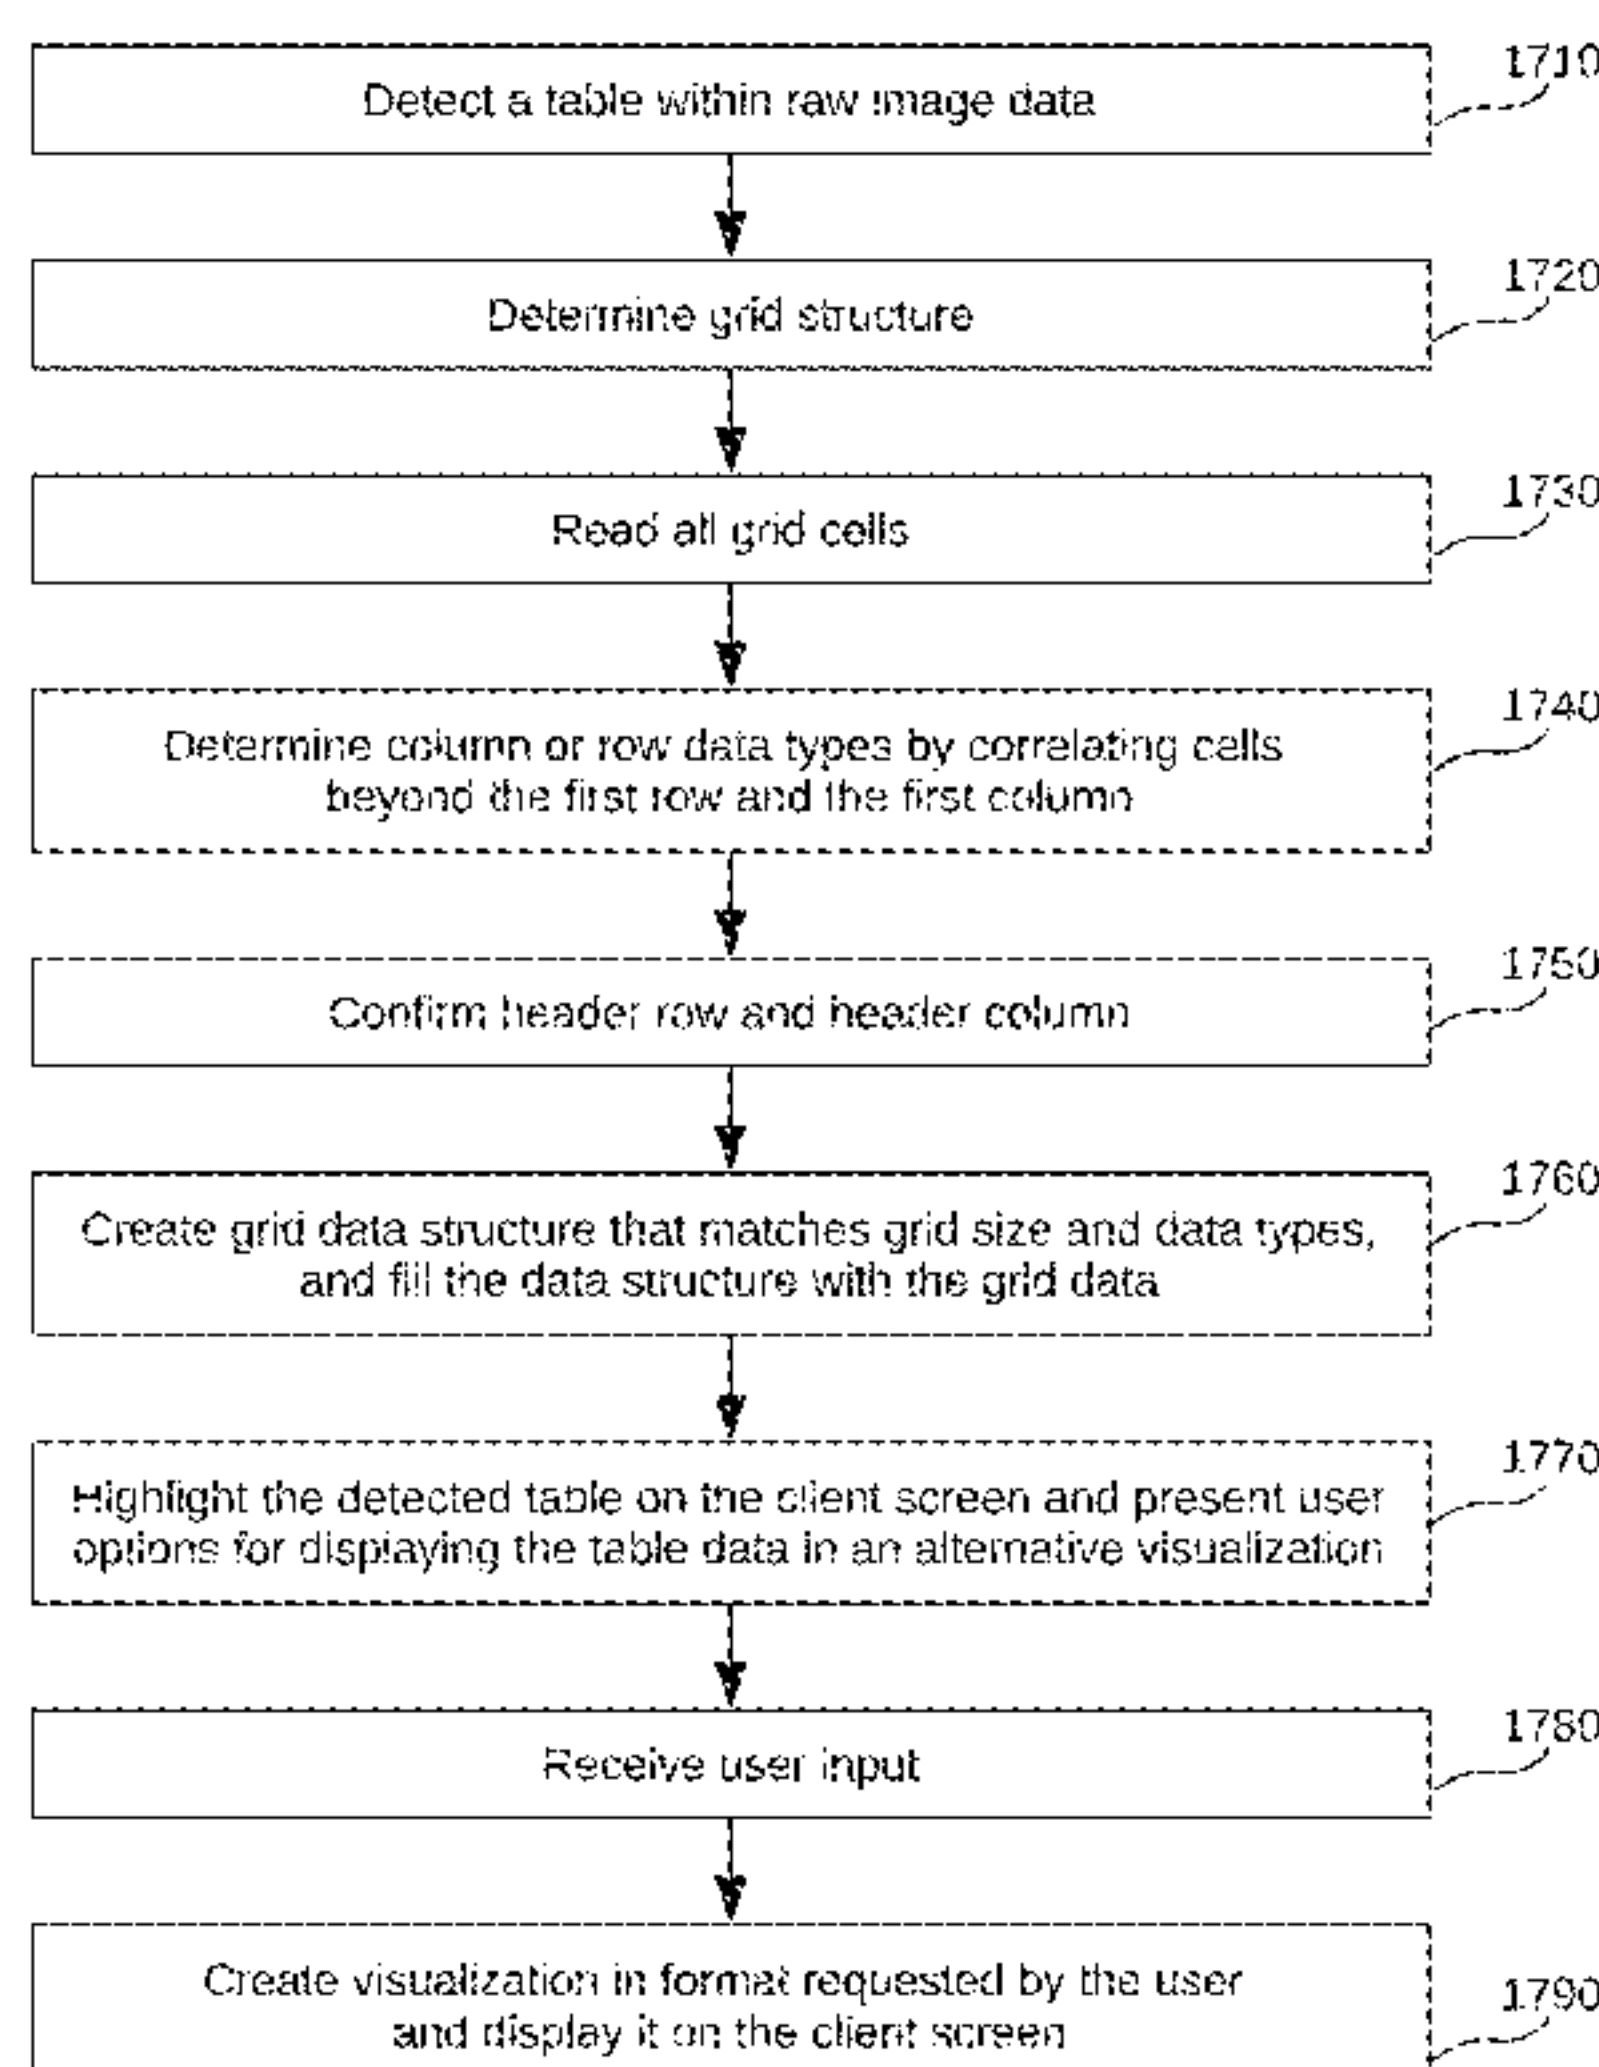 1710
Detect a table within raw image data
1720
Determine grid structure
1730
Read all grid cells
1740
Determine column or row data types by correlating cells
beyond the first row and the first column
1750
Confirm header row and header column
1760
Create grid data structure that matches grid size and data types,
and fill the data structure with the grid data
1770
Highlight the detected table on the client screen and present user
options for displaying the table data in an alternative visualization
1780
Receive user input
1790
Create visualization in format requested by the user
and display it on the client screen